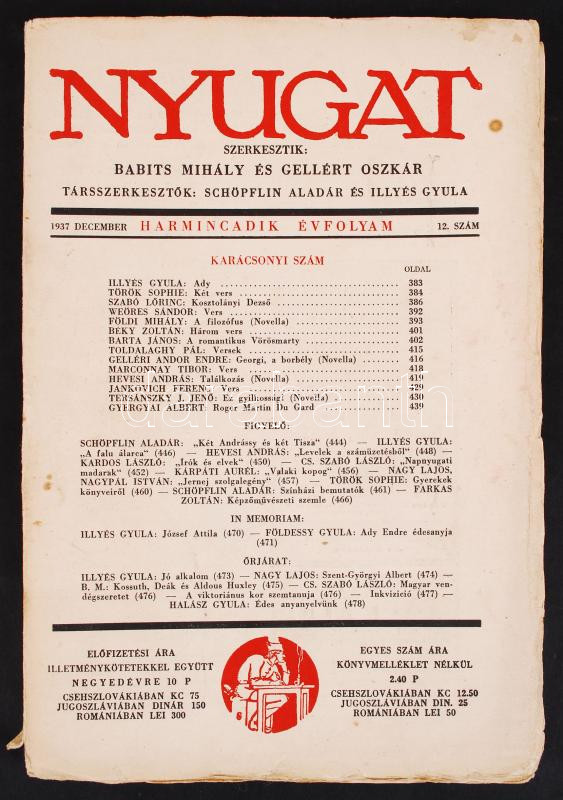 NYUGAT
SZERKESZTIK:
BABITS MIHÁLY ÉS GELLÉRT OSZKÁR
TÁRSSZERKESZTŐK: SCHÖPFLIN ALADÁR ÉS ILLYÉS GYULA
1937 DECEMBER HARMINCADIK ÉVFOLYAM 12. SZÁM
KARÁCSONYI SZÁM
OLDAL
ILLYÉS GYULA: Ady 383
TÖRÖK SOPHIE: Két vers 384
SZABÓ LŐRINC: Kosztolányi Dezső 386
WEÖRES SÁNDOR: Vers 392
FÖLDI MIHÁLY: A filozófus (Novella) 393
BÉKY ZOLTÁN: Három vers 401
BARTA JÁNOS: A romantikus Vörösmarty 402
TOLDALAGHY PÁL: Versek 415
GELLÉRI ANDOR ENDRE: Georgi, a borbély (Novella) 416
MARCONNAY TIBOR: Vers 418
HEVESI ANDRÁS: Találkozás (Novella) 419
JANKOVICH FERENC: Vers 429
TERSÁNSZKY J. JENŐ: Ez gyilkosság! (Novella) 430
GYERGYAI ALBERT: Roger Martin Du Gard 439
FIGYELŐ:
SCHÖPFLIN ALADÁR: „Két Andrássy és két Tisza" (444) — ILLYÉS GYULA:
„A falu álarca" (446) — HEVESI ANDRÁS: „Levelek a száműzetésből" (448) —
KARDOS LÁSZLÓ: „Írók és elvek" (450) — CS. SZABÓ LÁSZLÓ: „Napnyugati
madarak" (452) KÁRPÁTI AURÉL: „Valaki kopog" (456) — NAGY LAJOS,
NAGYPÁL ISTVÁN: „Jernej szolgalegény" (457) — TÖRÖK SOPHIE: Gyerekek
könyveiről (460) — SCHÖPFLIN ALADÁR: Színházi bemutatók (461) — FARKAS
ZOLTÁN: Képzőművészeti szemle (466)
IN MEMORIAM:
ILLYÉS GYULA: József Attila (470) — FÖLDESSY GYULA: Ady Endre édesanyja
(471)
ŐRJÁRAT:
ILLYÉS GYULA: Jó alkalom (473) — NAGY LAJOS: Szent-Györgyi Albert (474) —
B. M.: Kossuth, Deák és Aldous Huxley (475) — CS. SZABÓ LÁSZLÓ: Magyar ven-
dégszeretet (476) — A viktoriánus kor szemtanuja (476) — Inkvizíció (477) —
HALÁSZ GYULA: Édes anyanyelvünk (478)
ELŐFIZETÉSI ÁRA
ILLETMÉNYKÖTETEKKEL EGYÜTT
NEGYEDÉVRE 10 P
CSEHSZLOVÁKIÁBAN KC 75
JUGOSZLÁVIÁBAN DINÁR 150
ROMÁNIÁBAN LEI 300
EGYES SZÁM ÁRA
KÖNYVMELLÉKLET NÉLKÜL
2.40 P
CSEHSZLOVÁKIÁBAN KC 12.50
JUGOSZLÁVIÁBAN DIN. 25
ROMÁNIÁBAN LEI 50
darabanth